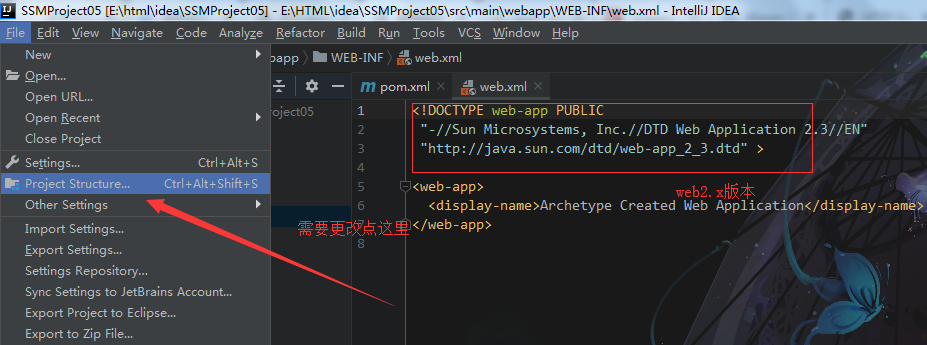 SSMProject05 [E:\html\idea\SSMProject05] - E:\HTML\idea\SSMProject05\src\main\webapp\WEB-INF\web.xml - IntelliJ IDEA
File Edit View Navigate Code Analyze Refactor Build Run Tools VCS Window Help
New
Open...
Open URL...
Open Recent
Close Project
Settings... Ctrl+Alt+S
Project Structure... Ctrl+Alt+Shift+S
Other Settings
Import Settings...
Export Settings...
Settings Repository...
Sync Settings to JetBrains Account...
Export Project to Eclipse...
Export to Zip File...
bapp WEB-INF web.xml
oject05
pom.xml web.xml
1 <!DOCTYPE web-app PUBLIC
2 "-//Sun Microsystems, Inc.//DTD Web Application 2.3//EN"
3 "http://java.sun.com/dtd/web-app_2_3.dtd" >
4
5 <web-app>
web2.x版本
6 <display-name>Archetype Created Web Application</display-name>
7 </web-app>
8
需要更改点这里